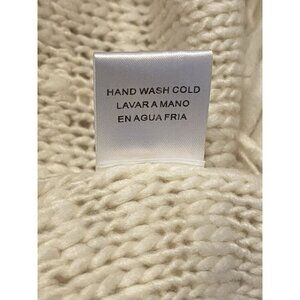 HAND WASH COLD
LAVAR A MANO
EN AGUA FRIA